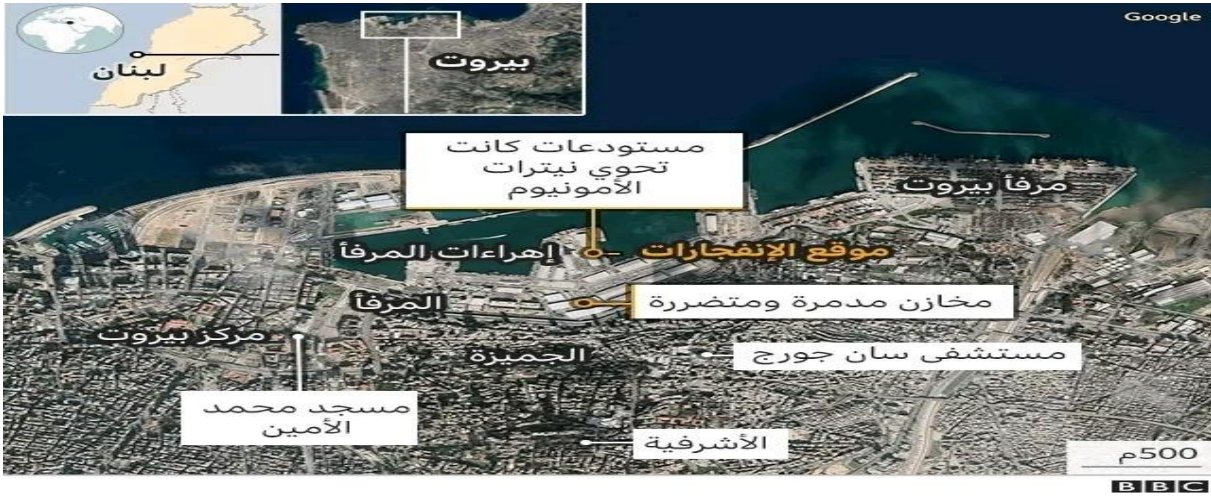 Google
لبنان
بيروت
مستودعات كانت
تحوي نيترات
الأمونيوم
مرفأ بيروت
موقع الإنفجارات
إهراءات المرفأ
مخازن مدمرة ومتضررة
المرفأ
مركز بيروت
الجميزة
مستشفى سان جورج
مسجد محمد
الأمين
الأشرفية
500م
BBC